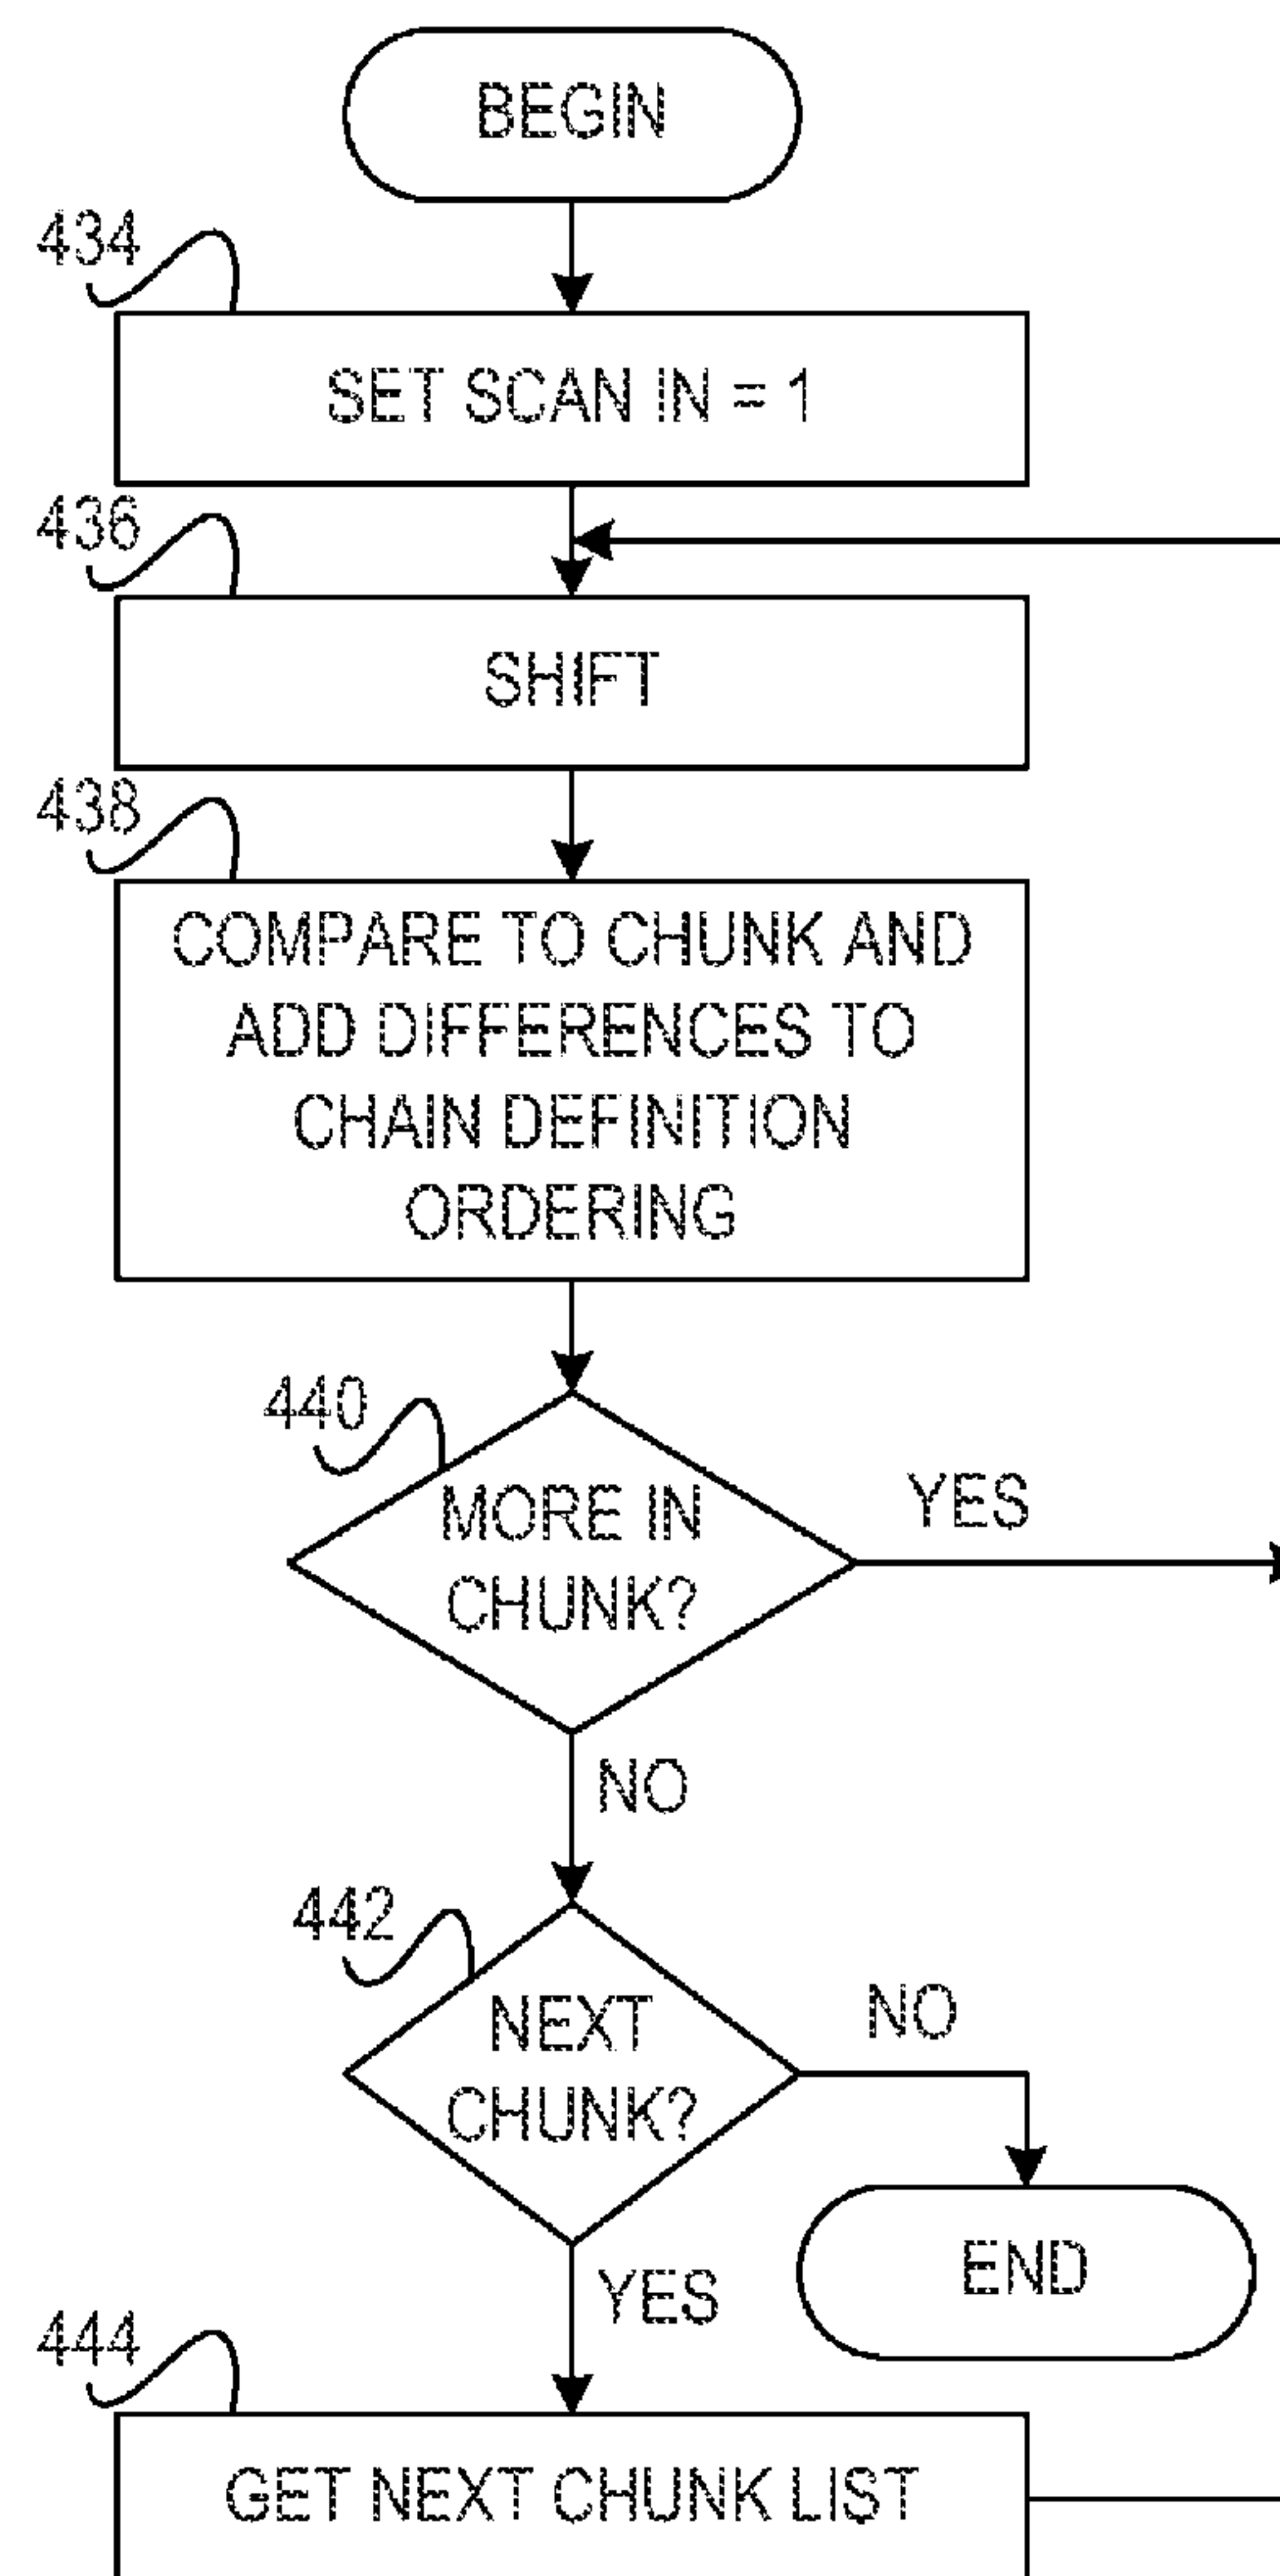 BEGIN
434
SET SCAN IN = 1
436
SHIFT
438
COMPARE TO CHUNK AND
ADD DIFFERENCES TO
CHAIN DEFINITION
ORDERING
440
MORE IN
CHUNK?
YES
NO
442
NEXT
CHUNK?
NO
END
YES
444
GET NEXT CHUNK LIST